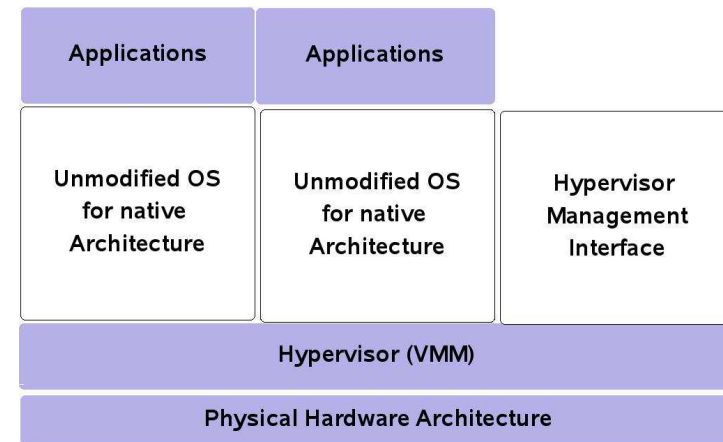 Applications
Applications
Unmodified OS
for native
Architecture
Unmodified OS
for native
Architecture
Hypervisor
Management
Interface
Hypervisor (VMM)
Physical Hardware Architecture